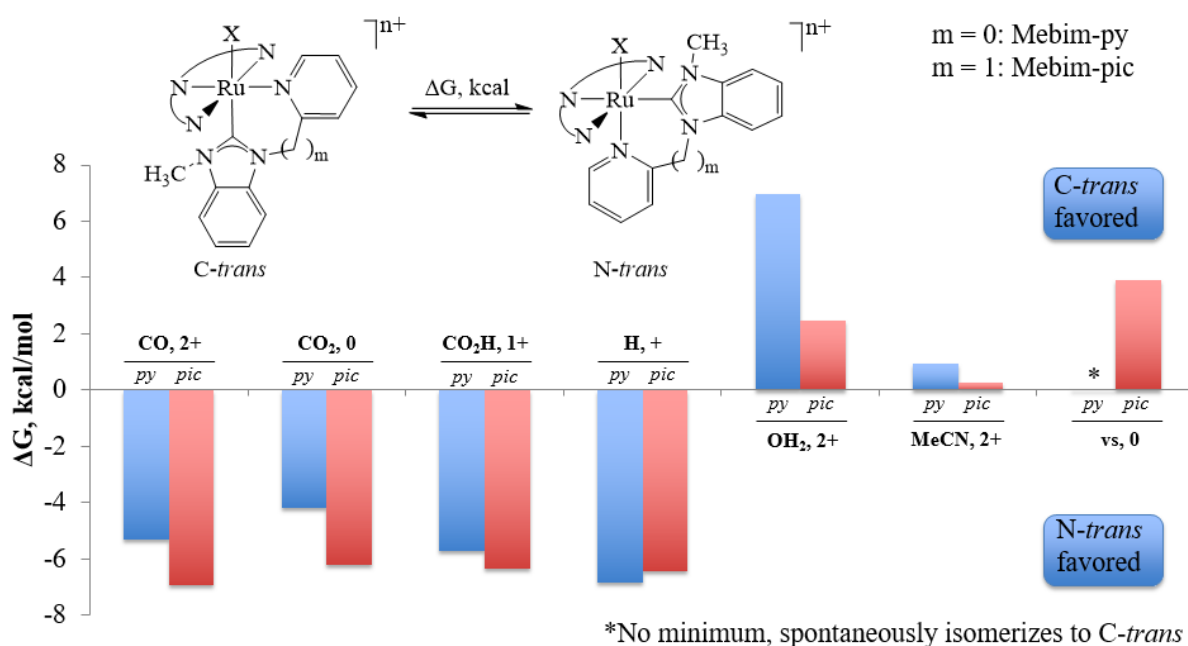 X
]n+
N
N
Ru
N
N
N
N
H3C
( )m
C-trans
ΔG, kcal
X
]n+
CH3
N
N
N
Ru
N
N
N
( )m
N-trans
m = 0: Mebim-py
m = 1: Mebim-pic
C-trans
favored
ΔG, kcal/mol
8
6
4
2
0
-2
-4
-6
-8
CO, 2+
py pic
CO2, 0
py pic
CO2H, 1+
py pic
H, +
py pic
py pic
OH2, 2+
py pic
MeCN, 2+
*
py pic
vs, 0
N-trans
favored
*No minimum, spontaneously isomerizes to C-trans